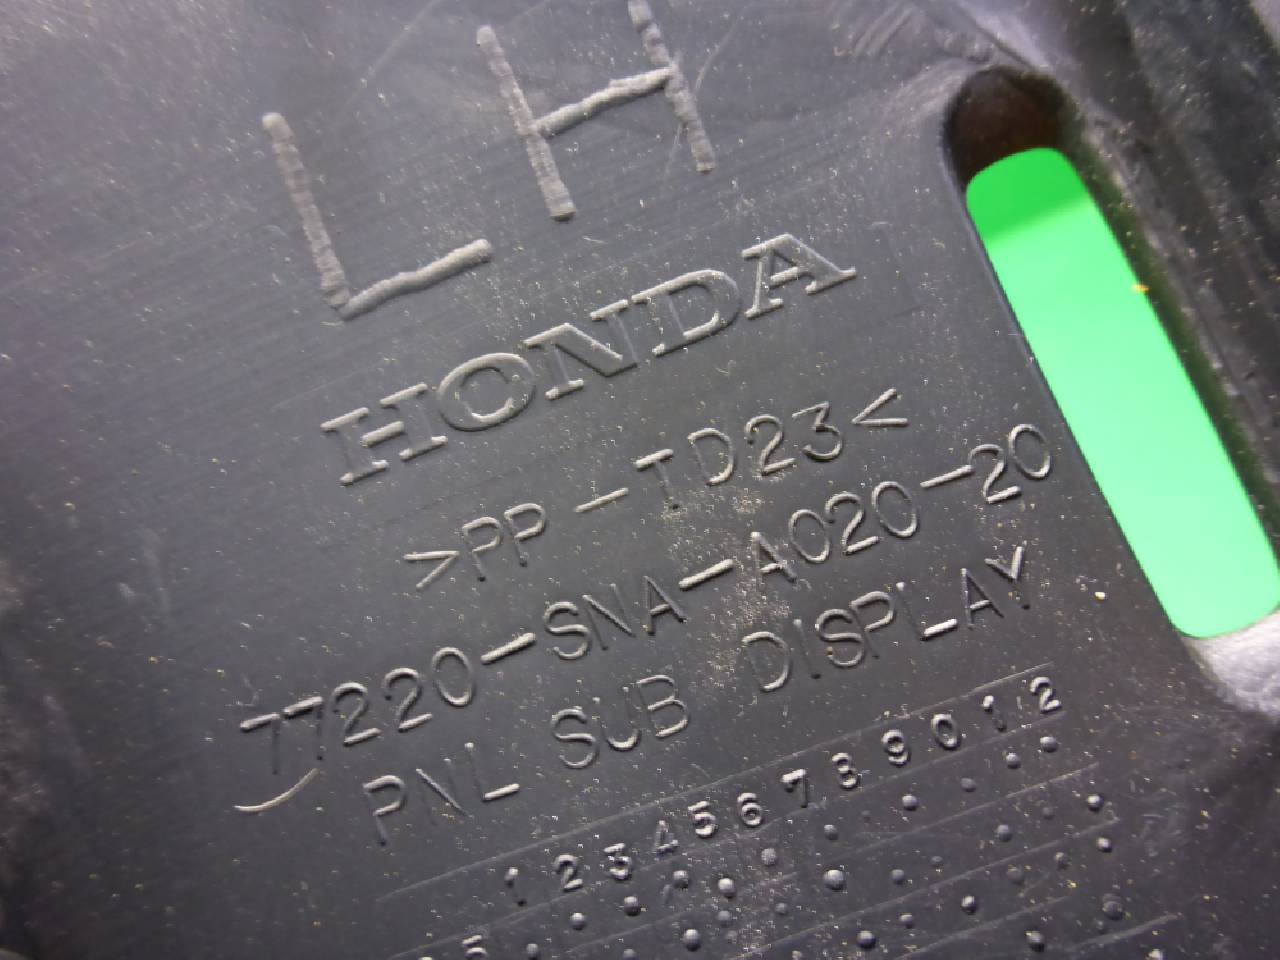 LH
HONDA
>PP-TD23<
77220-SNA-A020-20
PNL SUB DISPLAY
1 2 3 4 5 6 7 8 9 0 1 2
5